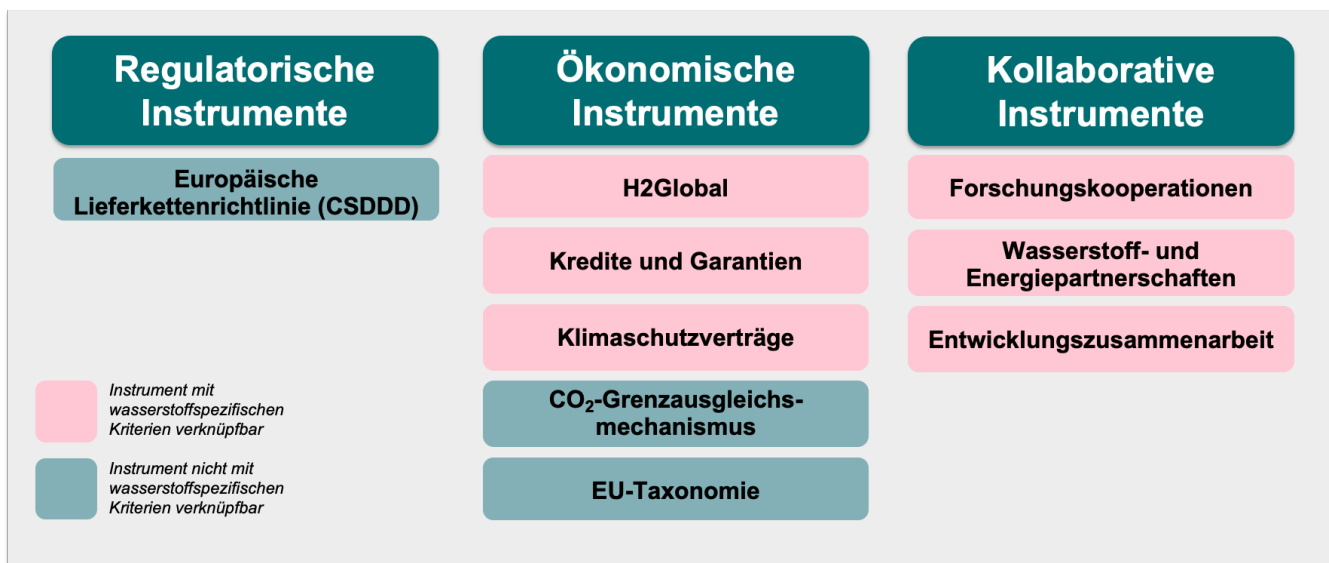 Regulatorische
Instrumente
Europäische
Lieferkettenrichtlinie (CSDDD)
Ökonomische
Instrumente
H2Global
Kredite und Garantien
Klimaschutzverträge
CO₂-Grenzausgleichs-
mechanismus
EU-Taxonomie
Kollaborative
Instrumente
Forschungskooperationen
Wasserstoff- und
Energiepartnerschaften
Entwicklungszusammenarbeit
Instrument mit
wasserstoffspezifischen
Kriterien verknüpfbar
Instrument nicht mit
wasserstoffspezifischen
Kriterien verknüpfbar